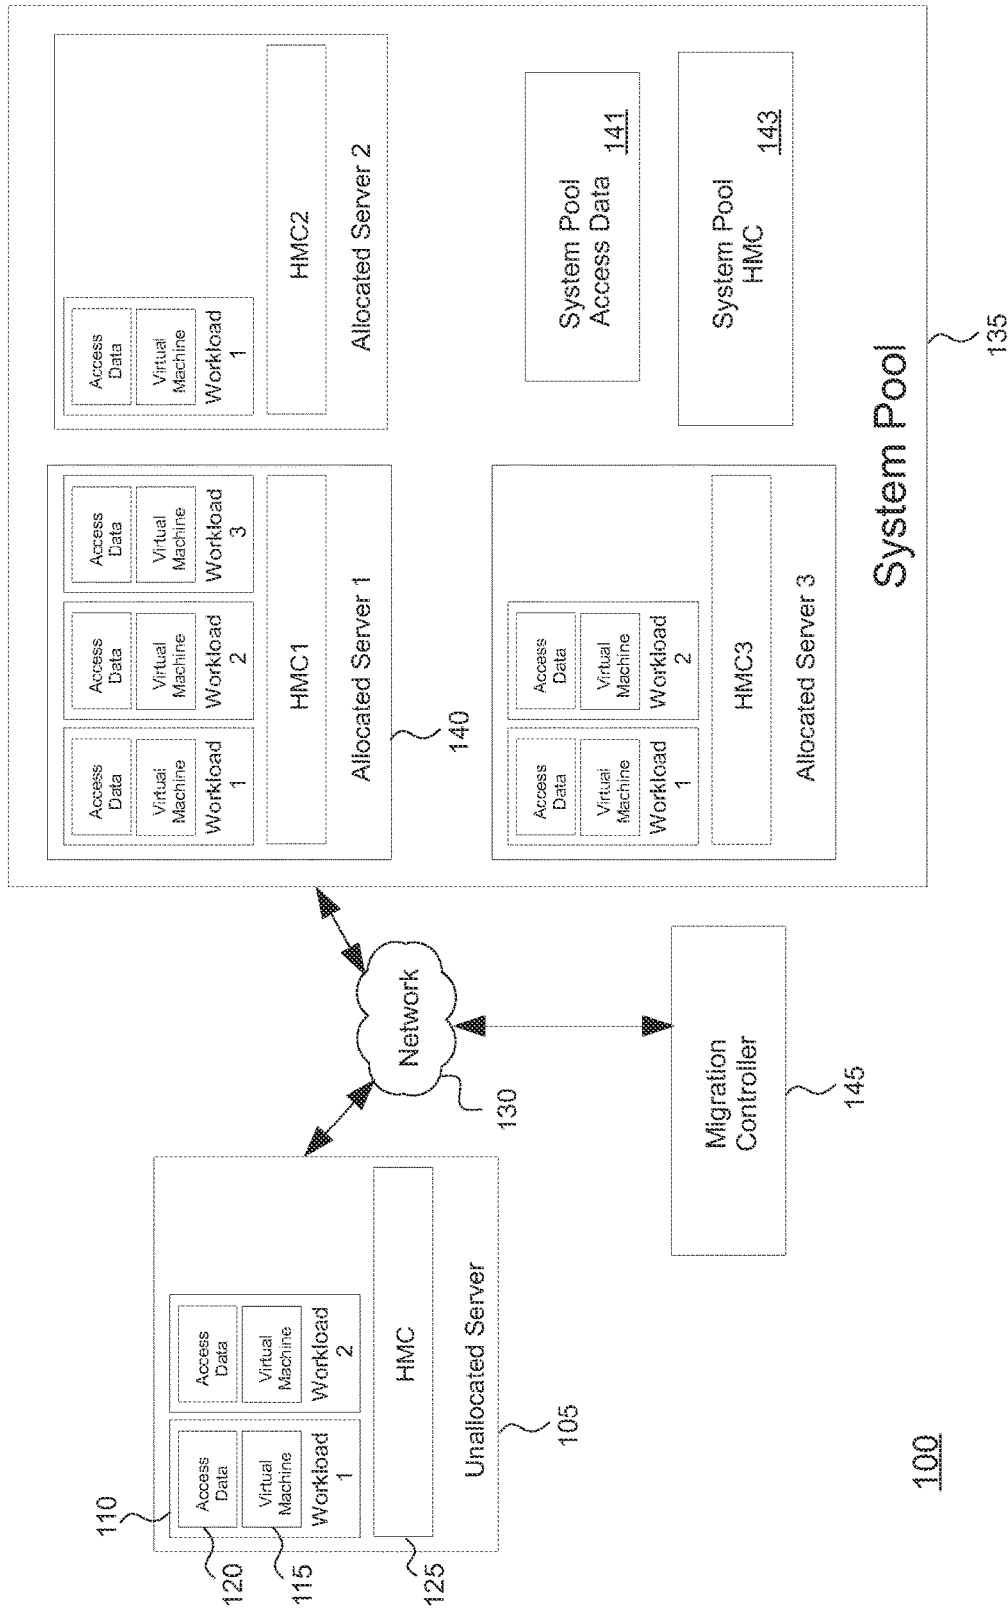 110
120
115
125
Access
Data
Virtual
Machine
Workload
1
Access
Data
Virtual
Machine
Workload
2
HMC
Unallocated Server
105
Network
130
Migration
Controller
145
Access
Data
Virtual
Machine
Workload
1
Access
Data
Virtual
Machine
Workload
2
Access
Data
Virtual
Machine
Workload
3
HMC1
Allocated Server 1
140
Access
Data
Virtual
Machine
Workload
1
HMC2
Allocated Server 2
Access
Data
Virtual
Machine
Workload
1
Access
Data
Virtual
Machine
Workload
2
HMC3
Allocated Server 3
System Pool
Access Data
141
System Pool
HMC
143
System Pool
135
100